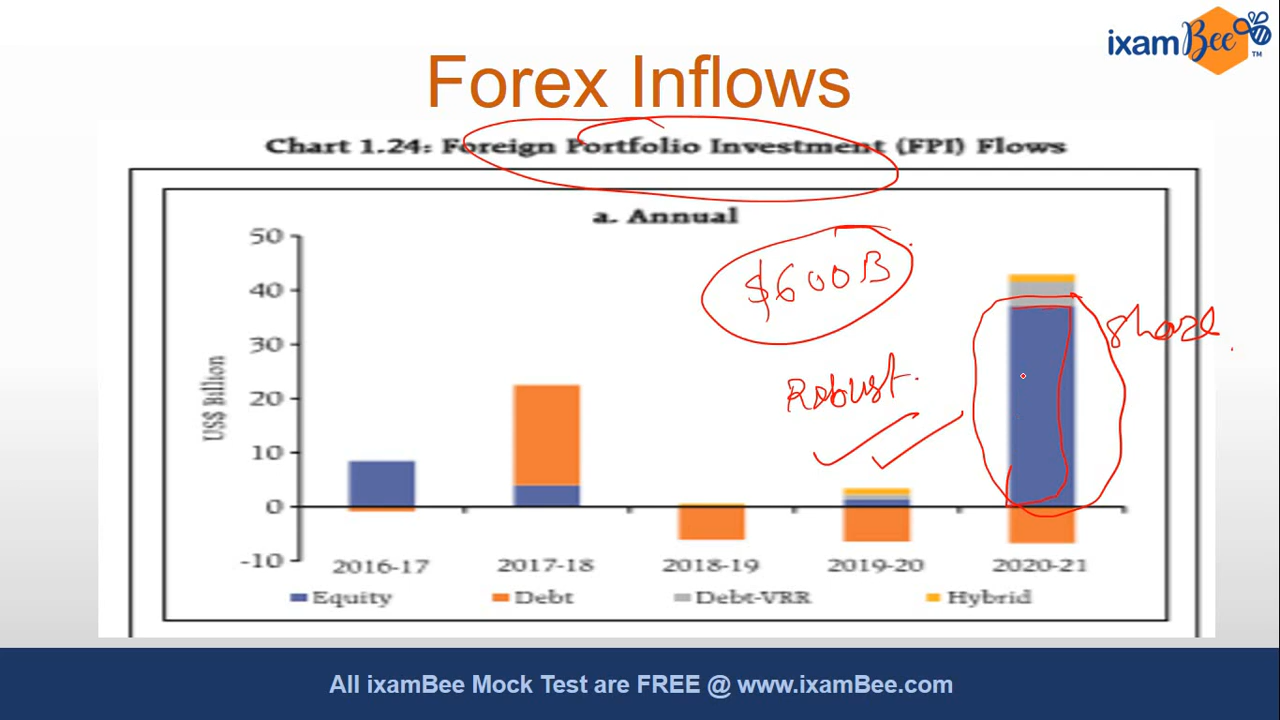 ixamBee
TM
Forex Inflows
Chart 1.24: Foreign Portfolio Investment (FPI) Flows
a. Annual
50
40
30
20
10
0
-10
US$ Billion
$600B
Robust.
Share
2016-17 2017-18 2018-19 2019-20 2020-21
Equity Debt Debt-VRR Hybrid
All ixamBee Mock Test are FREE @ www.ixamBee.com